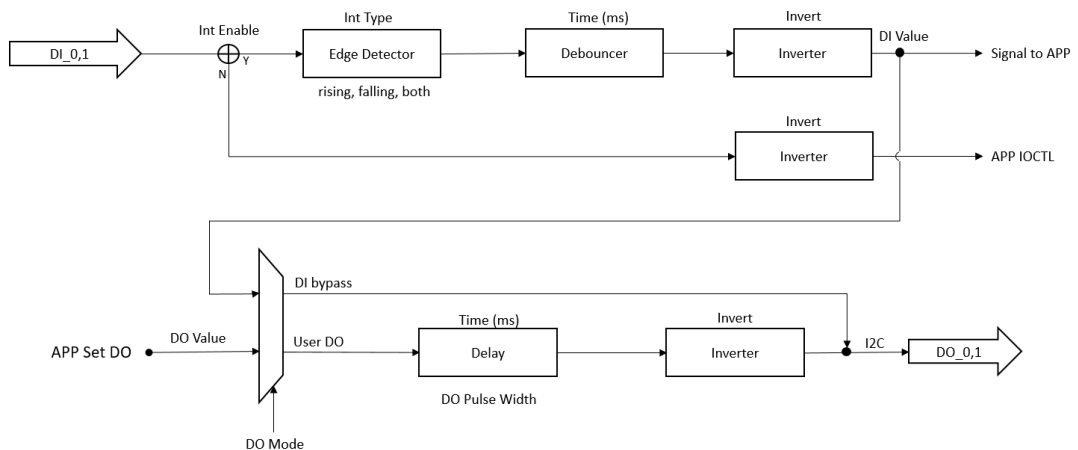 DI_0,1
Int Enable
Y
N
Int Type
Edge Detector
rising, falling, both
Time (ms)
Debouncer
Invert
Inverter
DI Value
Signal to APP
Invert
Inverter
APP IOCTL
DI bypass
APP Set DO
DO Value
User DO
DO Mode
Time (ms)
Delay
DO Pulse Width
Invert
Inverter
I2C
DO_0,1